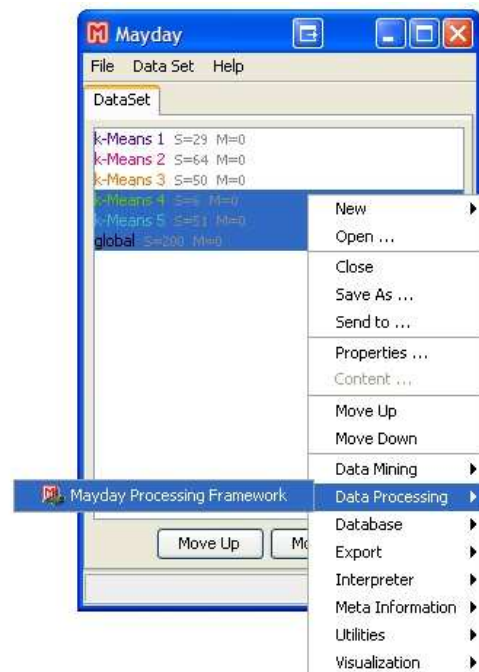 Mayday
File Data Set Help
DataSet
k-Means 1 S=29 M=0
k-Means 2 S=64 M=0
k-Means 3 S=50 M=0
k-Means 4 S=6 M=0
k-Means 5 S=51 M=0
global S=200 M=0
New
Open ...
Close
Save As ...
Send to ...
Properties ...
Content ...
Move Up
Move Down
Data Mining
Mayday Processing Framework
Data Processing
Database
Export
Interpreter
Meta Information
Utilities
Visualization
Move Up